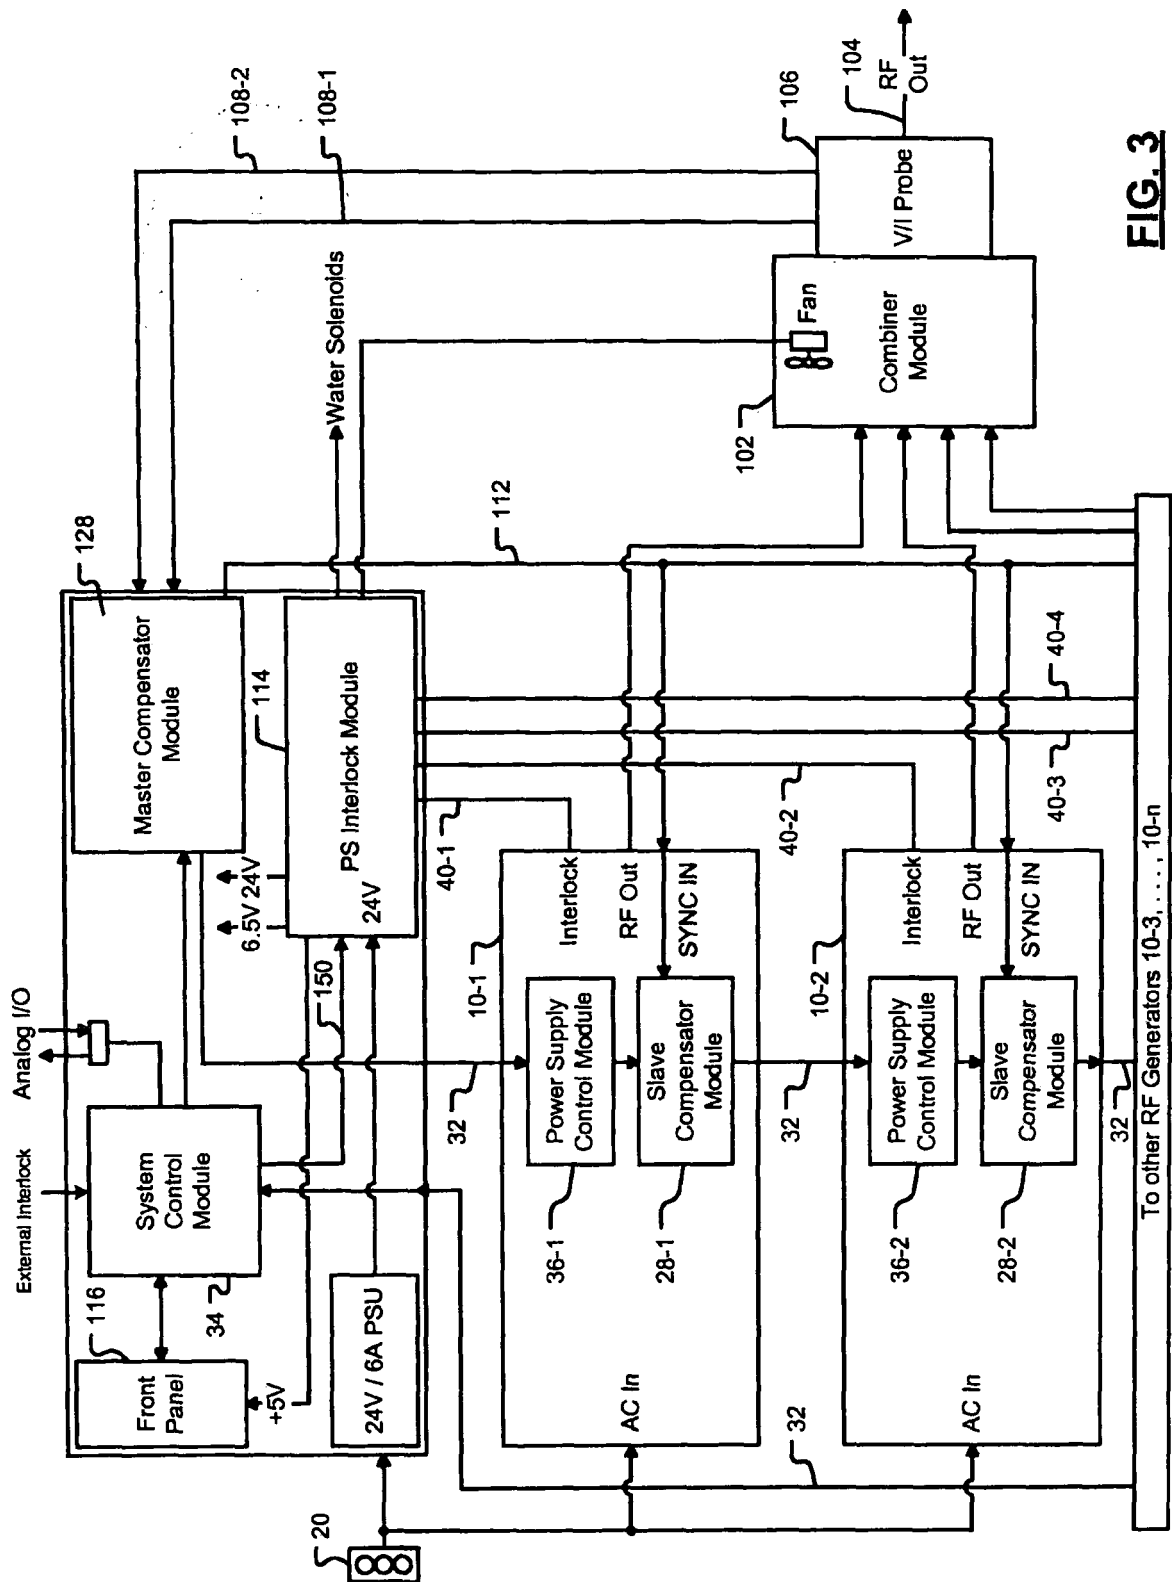 External Interlock
Analog I/O
116
Front
Panel
System
Control
Module
34
+5V
24V / 6A PSU
150
6.5V
24V
128
Master Compensator
Module
114
PS Interlock Module
24V
108-2
108-1
Water Solenoids
112
20
32
AC In
10-1
40-1
Interlock
RF Out
SYNC IN
32
Power Supply
Control Module
36-1
Slave
Compensator
Module
28-1
AC In
10-2
40-2
Interlock
RF Out
SYNC IN
32
Power Supply
Control Module
36-2
Slave
Compensator
Module
28-2
32
40-3
40-4
To other RF Generators 10-3, . . . . , 10-n
102
Fan
Combiner
Module
V/I Probe
106
104
RF
Out
FIG. 3